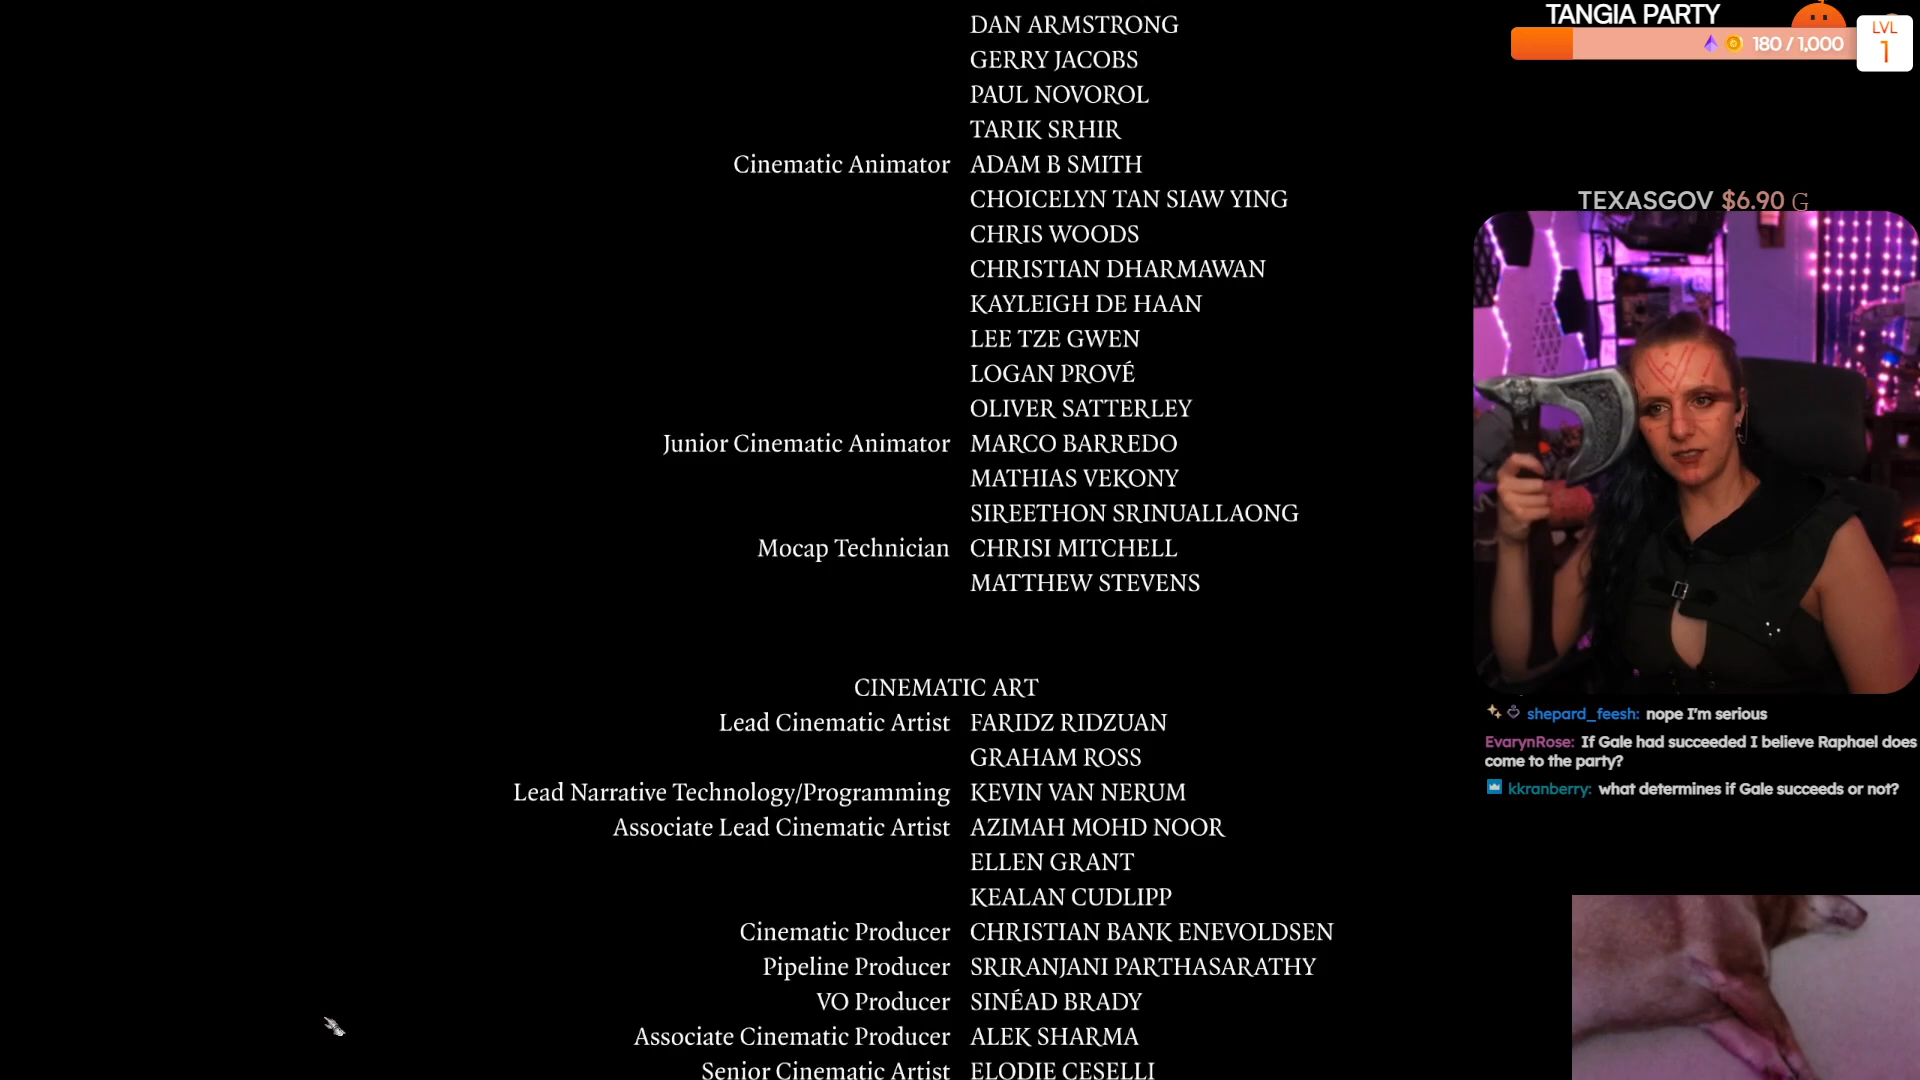 DAN ARMSTRONG
GERRY JACOBS
PAUL NOVOROL
TARIK SRHIR
Cinematic Animator ADAM B SMITH
CHOICELYN TAN SIAW YING
CHRIS WOODS
CHRISTIAN DHARMAWAN
KAYLEIGH DE HAAN
LEE TZE GWEN
LOGAN PROVÉ
OLIVER SATTERLEY
Junior Cinematic Animator MARCO BARREDO
MATHIAS VEKONY
SIREETHON SRINUALLAONG
Mocap Technician CHRISI MITCHELL
MATTHEW STEVENS
CINEMATIC ART
Lead Cinematic Artist FARIDZ RIDZUAN
GRAHAM ROSS
Lead Narrative Technology/Programming KEVIN VAN NERUM
Associate Lead Cinematic Artist AZIMAH MOHD NOOR
ELLEN GRANT
KEALAN CUDLIPP
Cinematic Producer CHRISTIAN BANK ENEVOLDSEN
Pipeline Producer SRIRANJANI PARTHASARATHY
VO Producer SINÉAD BRADY
Associate Cinematic Producer ALEK SHARMA
Senior Cinematic Artist ELODIE CESELLI
TANGIA PARTY
180 / 1,000
LVL
1
TEXASGOV $6.90 G
shepard_feesh: nope I'm serious
EvarynRose: If Gale had succeeded I believe Raphael does
come to the party?
kkranberry: what determines if Gale succeeds or not?